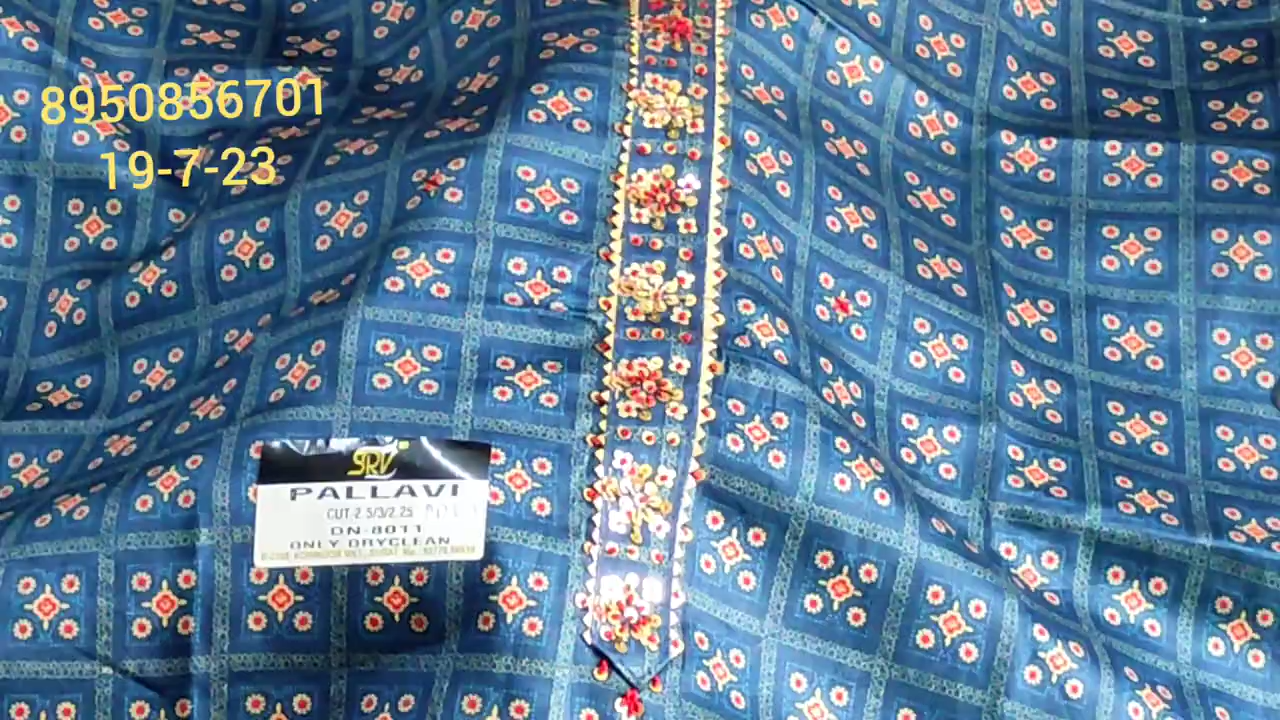 8950856701
19-7-23
SRV
PALLAVI
CUT-2.5/3/2.25
DN-8011
ONLY DRYCLEAN